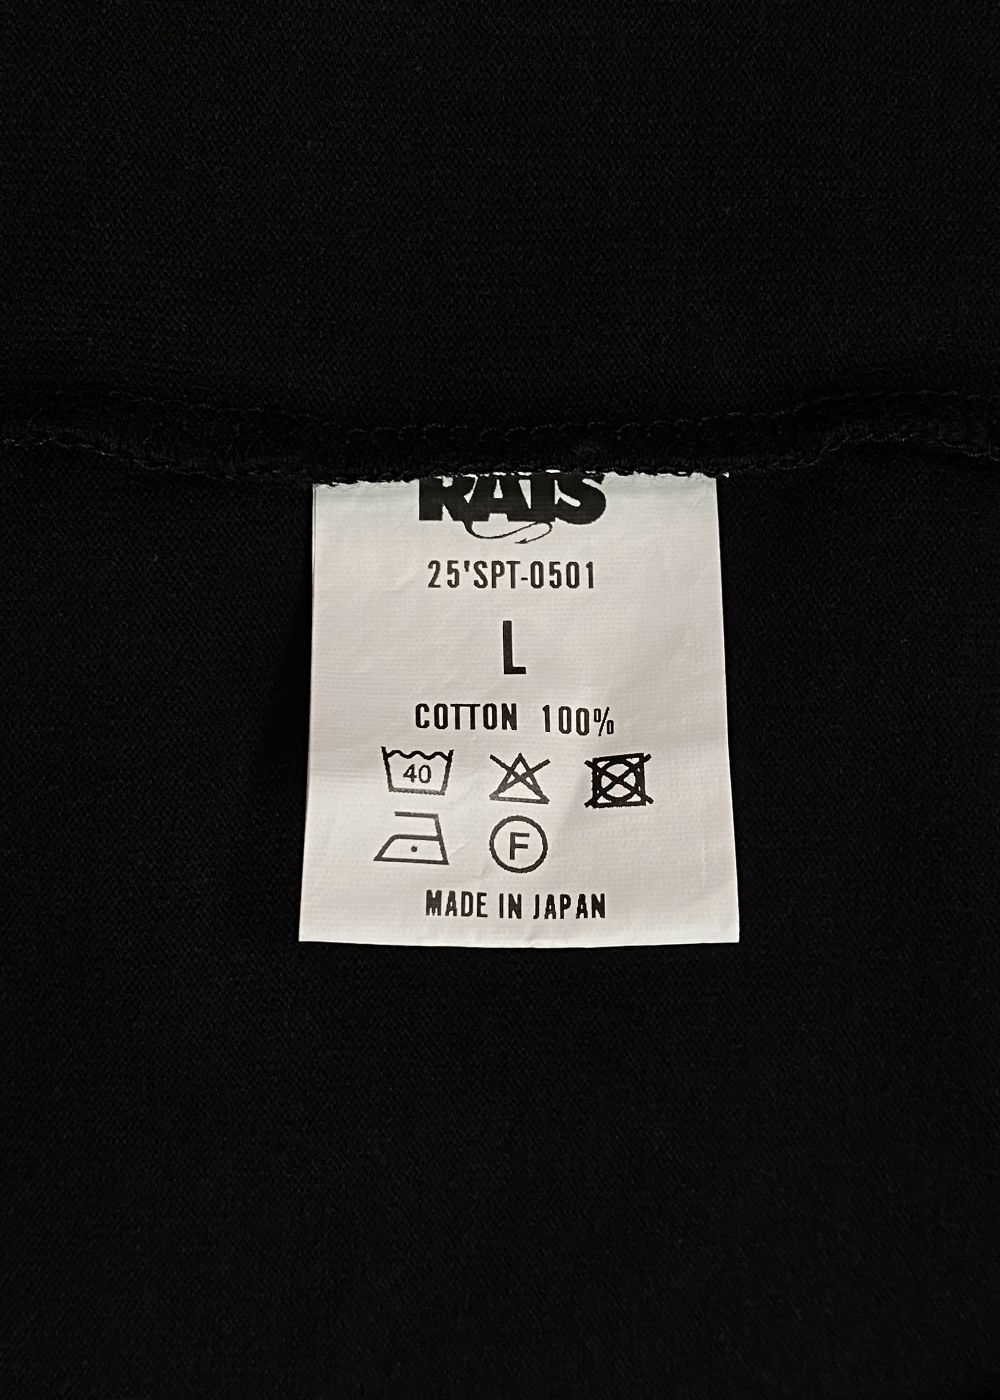 RATS
25'SPT-0501
L
COTTON 100%
40
F
MADE IN JAPAN